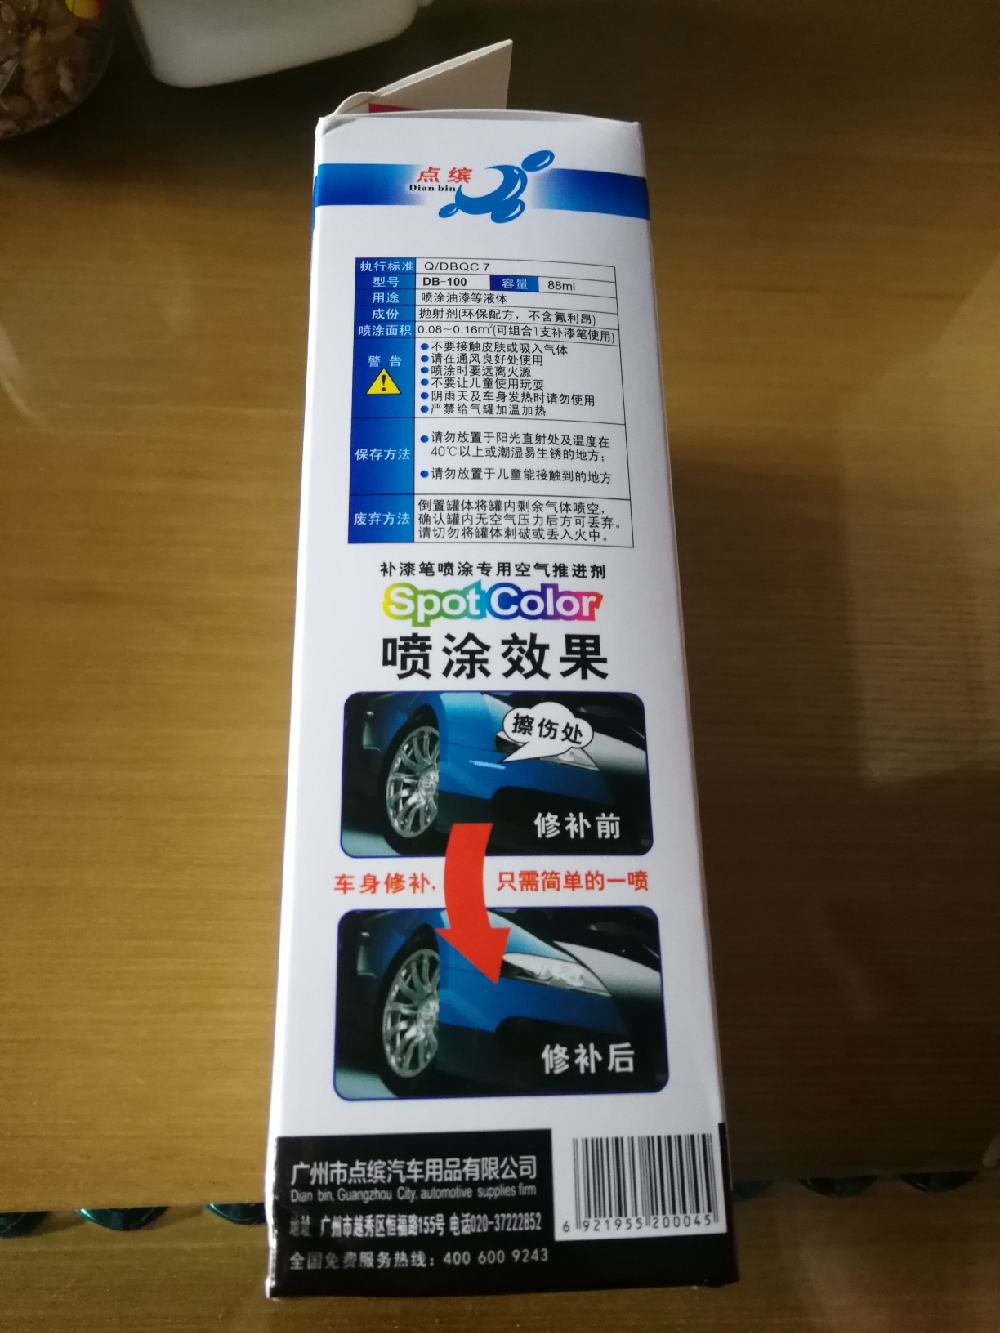 点缤
Dian bin
执行标准 Q/DBQC 7
型号 DB-100 容量 88ml
用途 喷涂油漆等液体
成份 抛射剂(环保配方，不含氟利昂)
喷涂面积 0.08~0.16m²(可组合1支补漆笔使用)
警告
●不要接触皮肤或吸入气体
●请在通风良好处使用
●喷涂时要远离火源
●不要让儿童使用玩耍
●阴雨天及车身发热时请勿使用
●严禁给气罐加温加热
保存方法
●请勿放置于阳光直射处及温度在
40℃以上或潮湿易生锈的地方；
●请勿放置于儿童能接触到的地方
废弃方法
倒置罐体将罐内剩余气体喷空，
确认罐内无空气压力后方可丢弃。
请切勿将罐体刺破或丢入火中。
补漆笔喷涂专用空气推进剂
Spot Color
喷涂效果
擦伤处
修补前
车身修补，只需简单的一喷
修补后
广州市点缤汽车用品有限公司
Dian bin. Guangzhou City, automotive supplies firm
地址 广州市越秀区恒福路155号 电话020-37222852
全国免费服务热线：400 600 9243
6 921955 200045